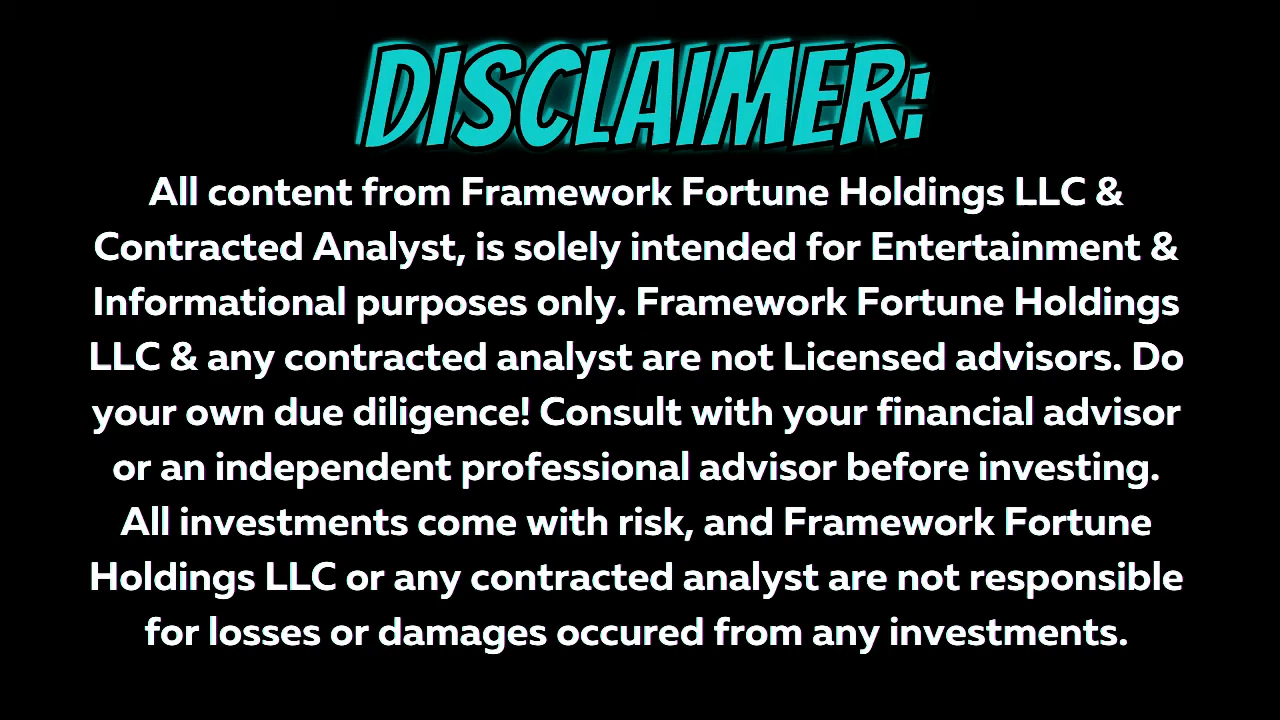 DISCLAIMER:
All content from Framework Fortune Holdings LLC &
Contracted Analyst, is solely intended for Entertainment &
Informational purposes only. Framework Fortune Holdings
LLC & any contracted analyst are not Licensed advisors. Do
your own due diligence! Consult with your financial advisor
or an independent professional advisor before investing.
All investments come with risk, and Framework Fortune
Holdings LLC or any contracted analyst are not responsible
for losses or damages occured from any investments.